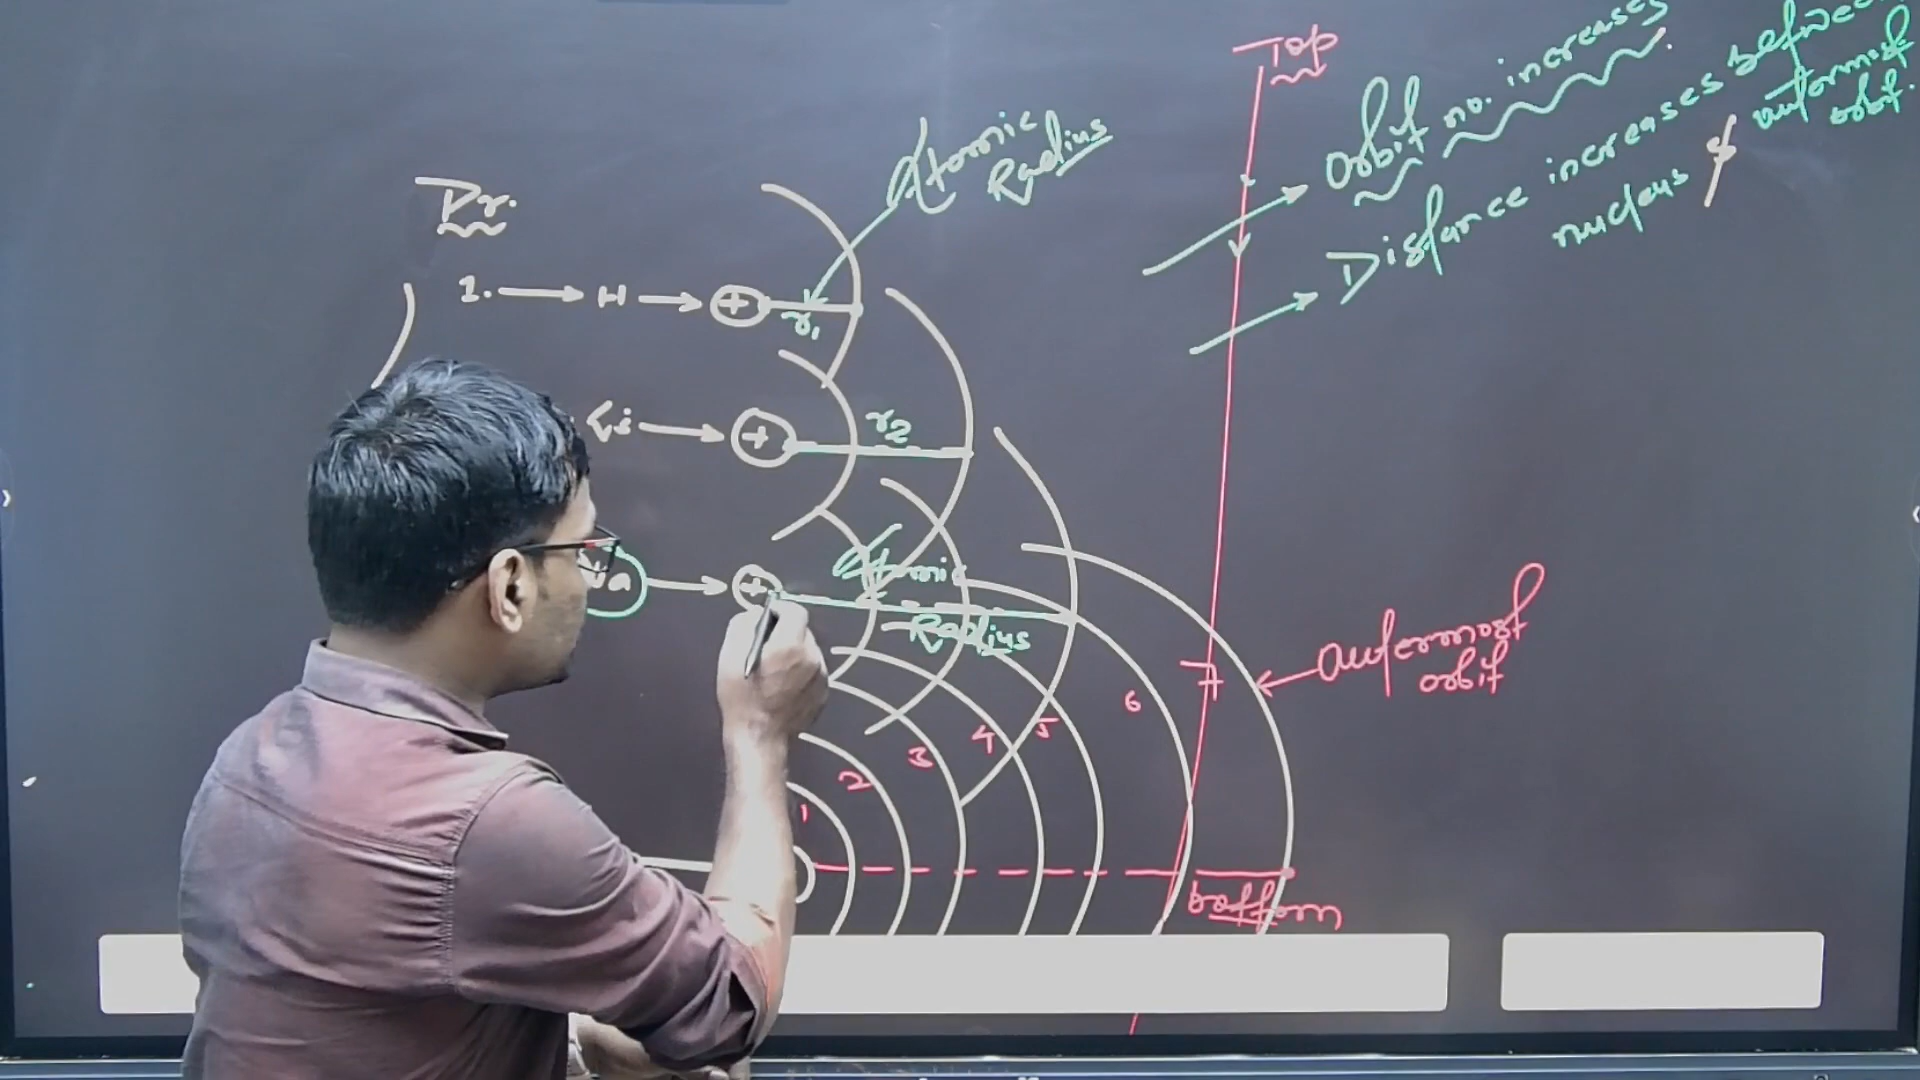 Top
Orbit no. increases
Distance increases between
nucleus & outermost
orbit.
Atomic
Radius
Pr.
1. H +
r1
Li +
r2
Na +
Atomic
Radius
outermost
orbit
1 2 3 4 5 6 7
bottom